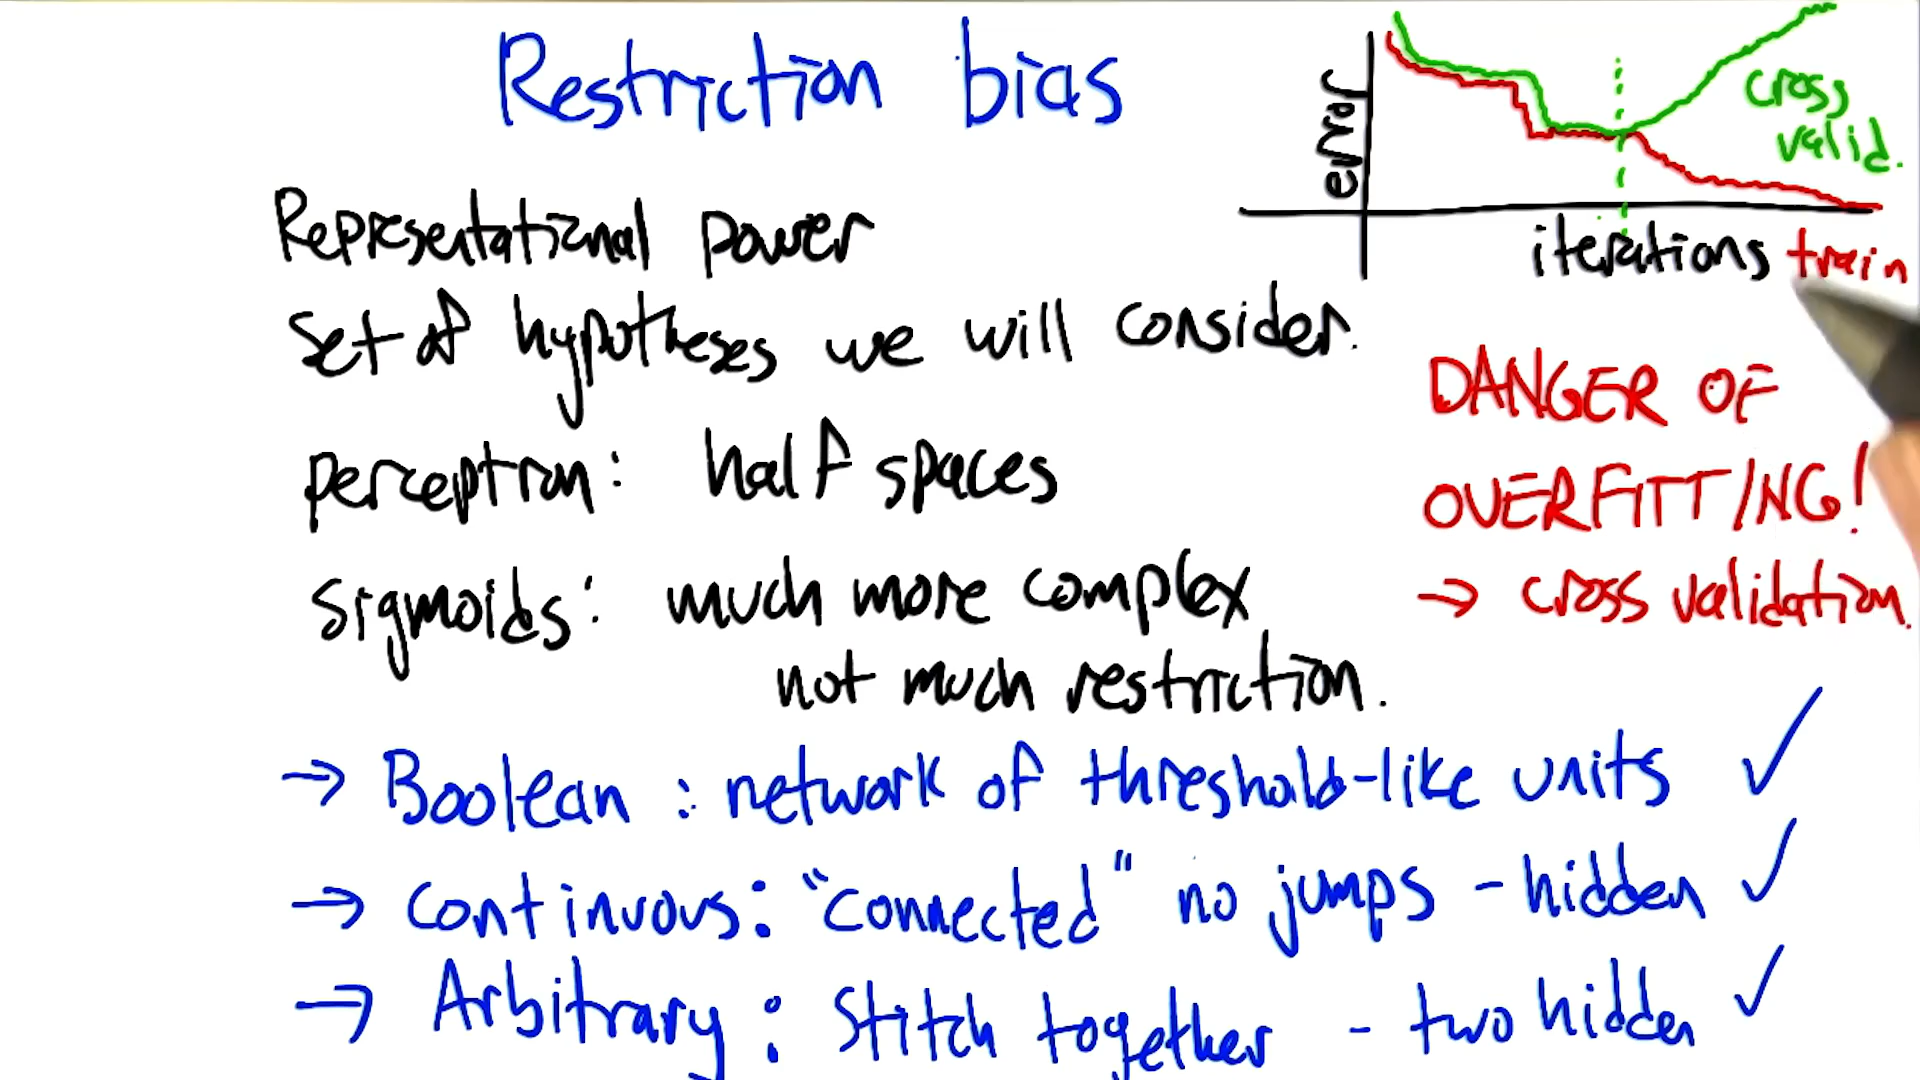 Restriction bias
error
cross
valid.
iterations train
Representational power
set of hypotheses we will consider.
perceptron: half spaces
sigmoids: much more complex
not much restriction.
DANGER OF
OVERFITTING!
→ cross validation.
→ Boolean: network of threshold-like units ✓
→ continuous: "connected" no jumps - hidden ✓
→ Arbitrary: stitch together - two hidden ✓